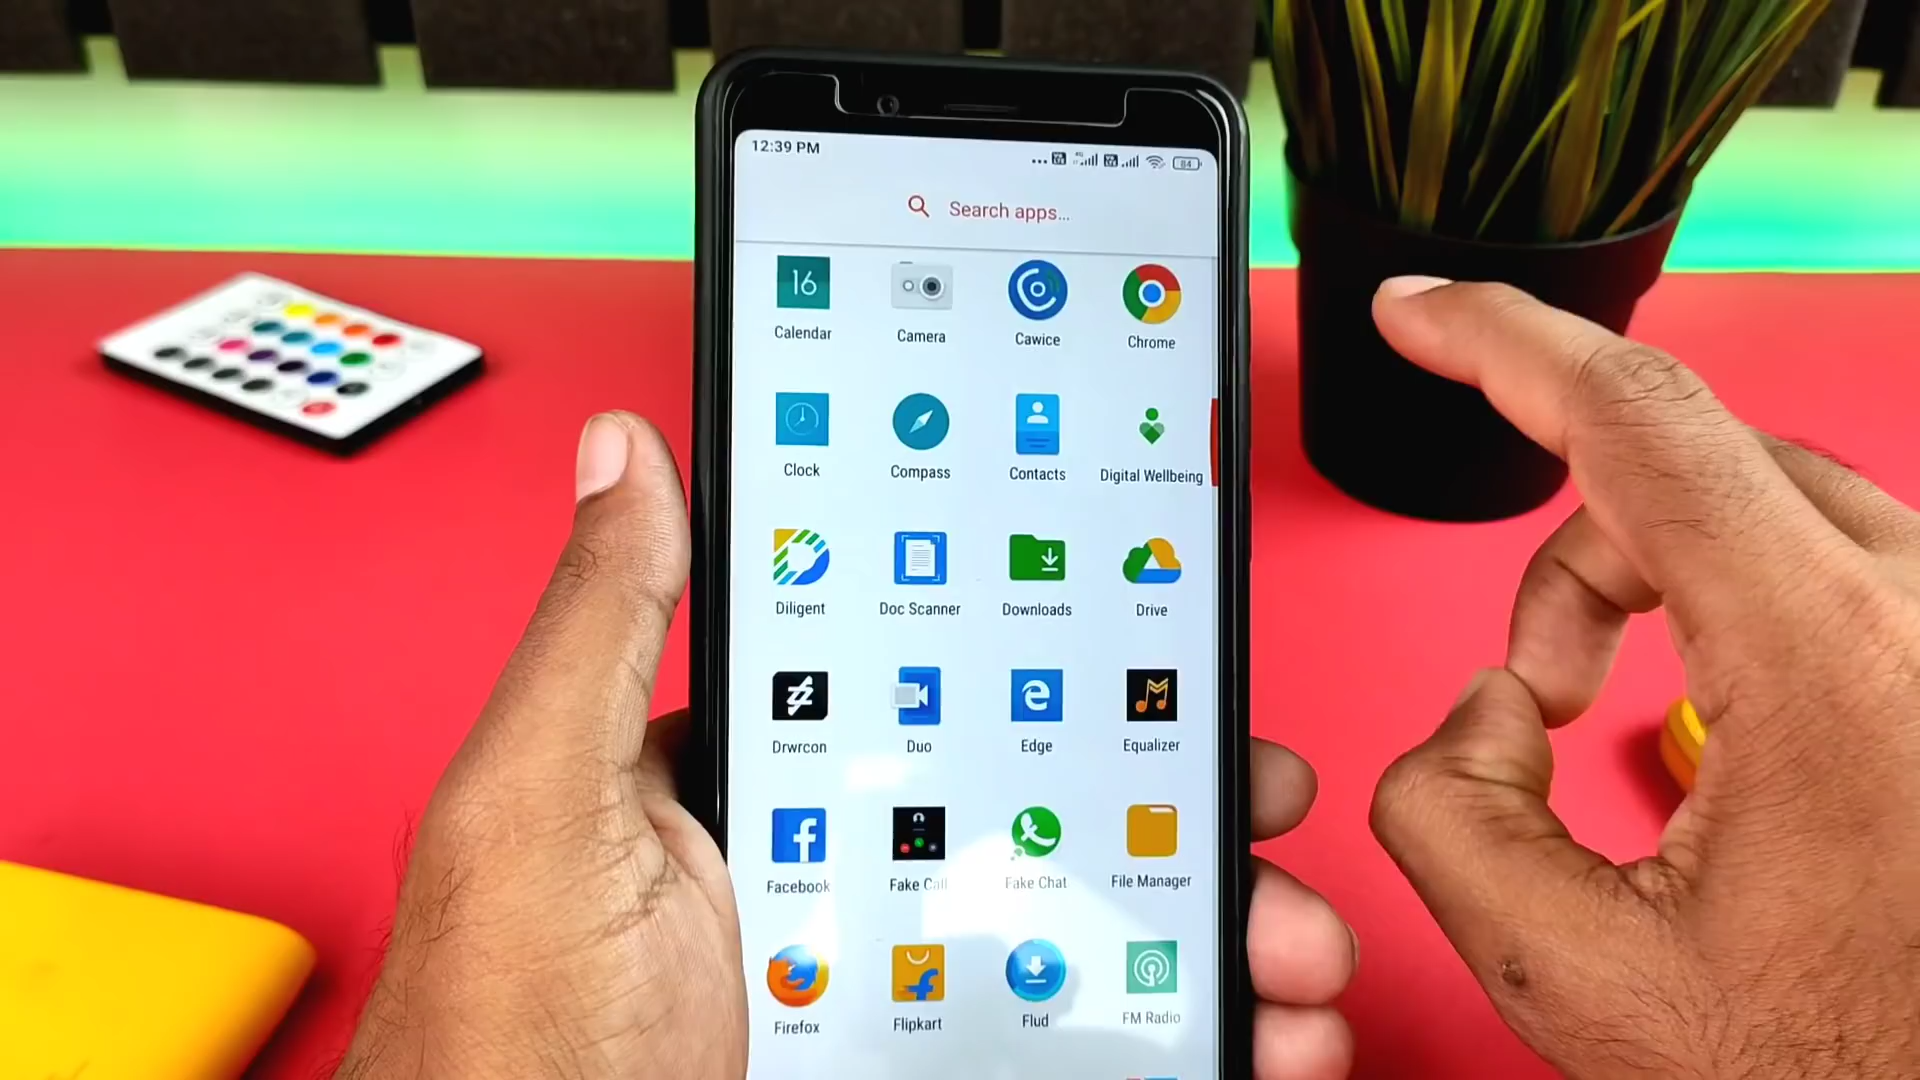 12:39 PM
84
Search apps...
16
Calendar
Camera
Cawice
Chrome
Clock
Compass
Contacts
Digital Wellbeing
Diligent
Doc Scanner
Downloads
Drive
Drwrcon
Duo
Edge
Equalizer
Facebook
Fake Call
Fake Chat
File Manager
Firefox
Flipkart
Flud
FM Radio